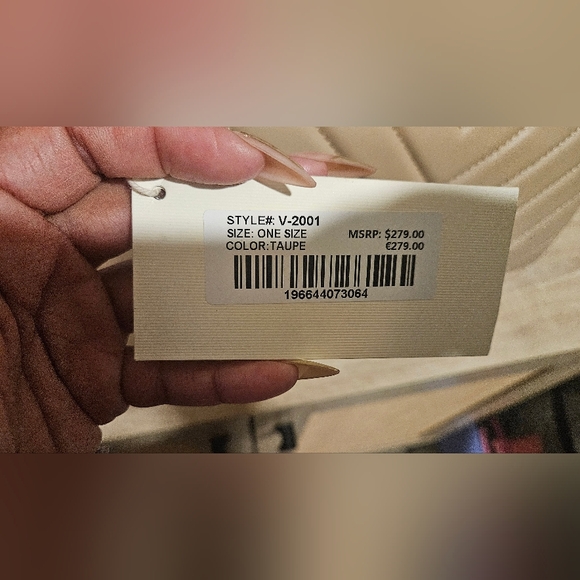 STYLE#: V-2001
SIZE: ONE SIZE MSRP: $279.00
COLOR:TAUPE €279.00
196644073064